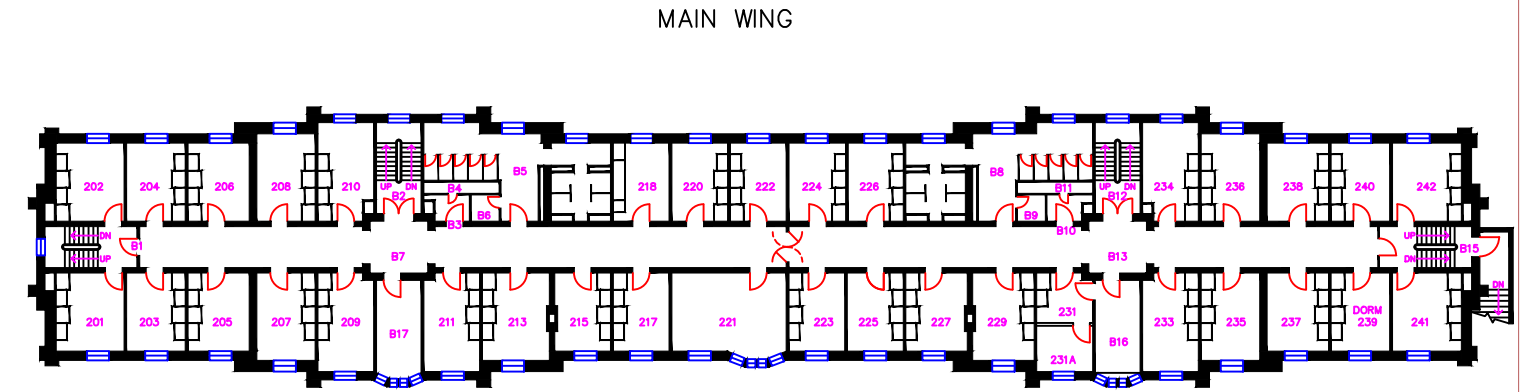 MAIN WING
202 204 206 208 210 218 220 222 224 226 234 236 238 240 242
B5 B8
UP DN UP DN
B4 B11
B2 B12
B6 B9
B3 B10
DN B1 UP B7 B13 UP DN B15
DN
201 203 205 207 209 B17 211 213 215 217 221 223 225 227 229 231 B16 233 235 237 DORM 239 241
231A